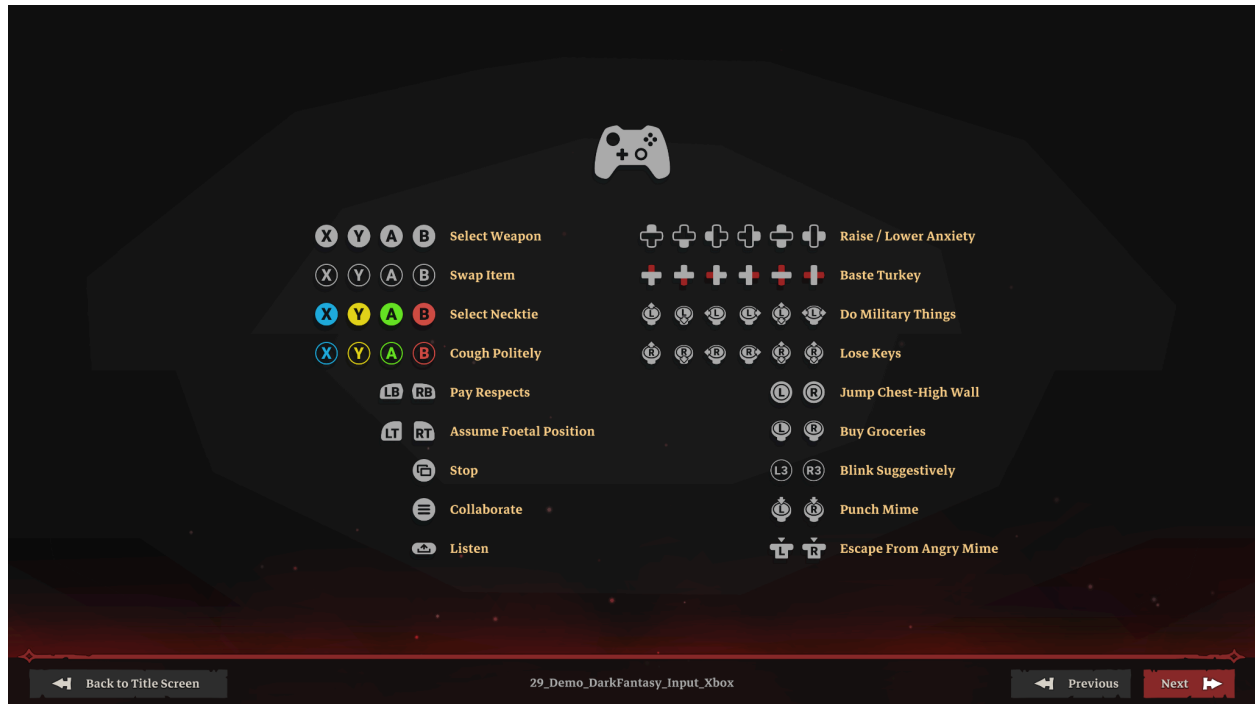 X Y A B Select Weapon
X Y A B Swap Item
X Y A B Select Necktie
X Y A B Cough Politely
LB RB Pay Respects
LT RT Assume Foetal Position
Stop
Collaborate
Listen
Raise / Lower Anxiety
Baste Turkey
L L L L L L Do Military Things
R R R R R R Lose Keys
L R Jump Chest-High Wall
L R Buy Groceries
L3 R3 Blink Suggestively
L R Punch Mime
L R Escape From Angry Mime
Back to Title Screen
29_Demo_DarkFantasy_Input_Xbox
Previous
Next